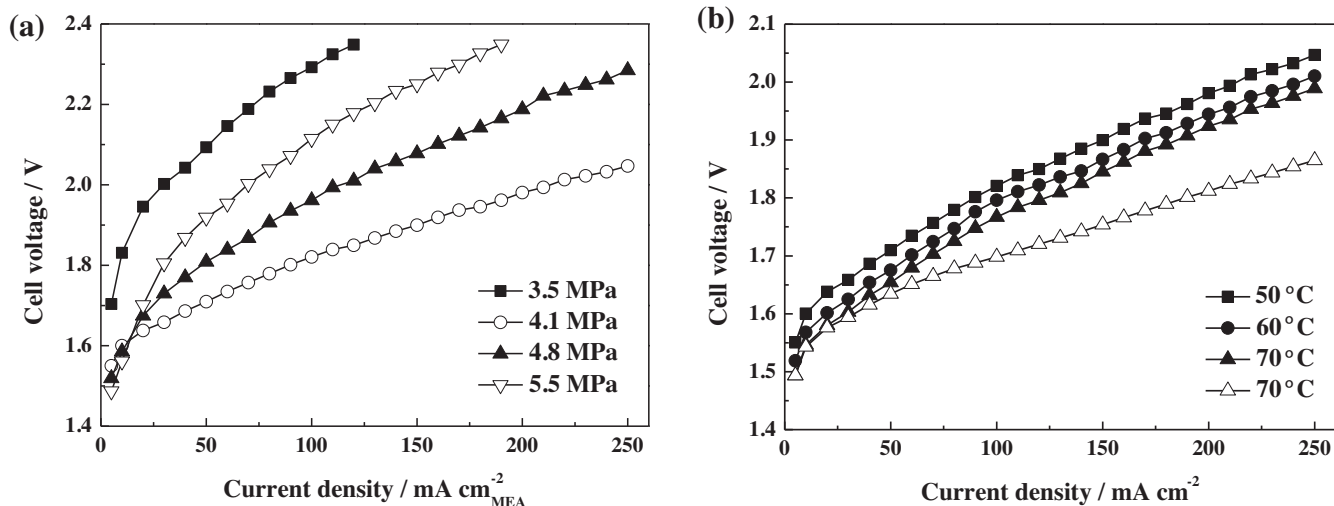 (a)
2.4
2.2
2.0
1.8
1.6
1.4
Cell voltage / V
3.5 MPa
4.1 MPa
4.8 MPa
5.5 MPa
0 50 100 150 200 250
Current density / mA cm-2 MEA
(b)
2.1
2.0
1.9
1.8
1.7
1.6
1.5
1.4
Cell voltage / V
50 °C
60 °C
70 °C
70 °C
0 50 100 150 200 250
Current density / mA cm-2